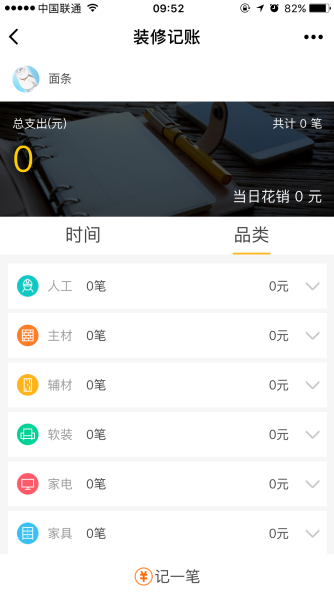 中国联通 09:52 82%
装修记账
面条
总支出(元) 共计 0 笔
0
当日花销 0 元
时间 品类
人工 0笔 0元
主材 0笔 0元
辅材 0笔 0元
软装 0笔 0元
家电 0笔 0元
家具 0笔 0元
¥记一笔